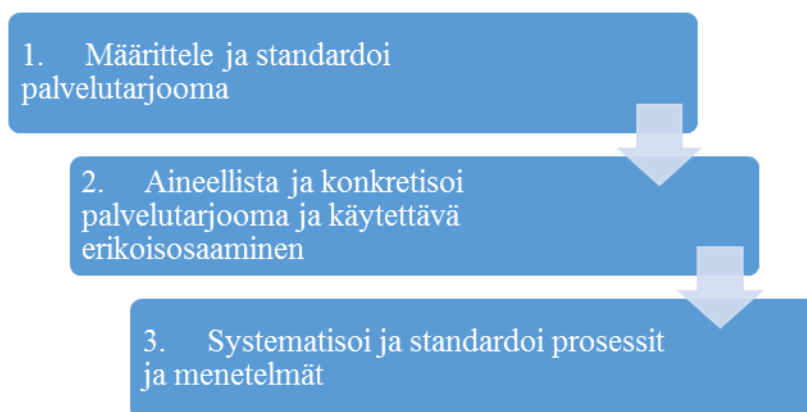 1. Määrittele ja standardoi
palvelutarjooma
2. Aineellista ja konkretisoi
palvelutarjooma ja käytettävä
erikoisosaaminen
3. Systematisoi ja standardoi prosessit
ja menetelmät